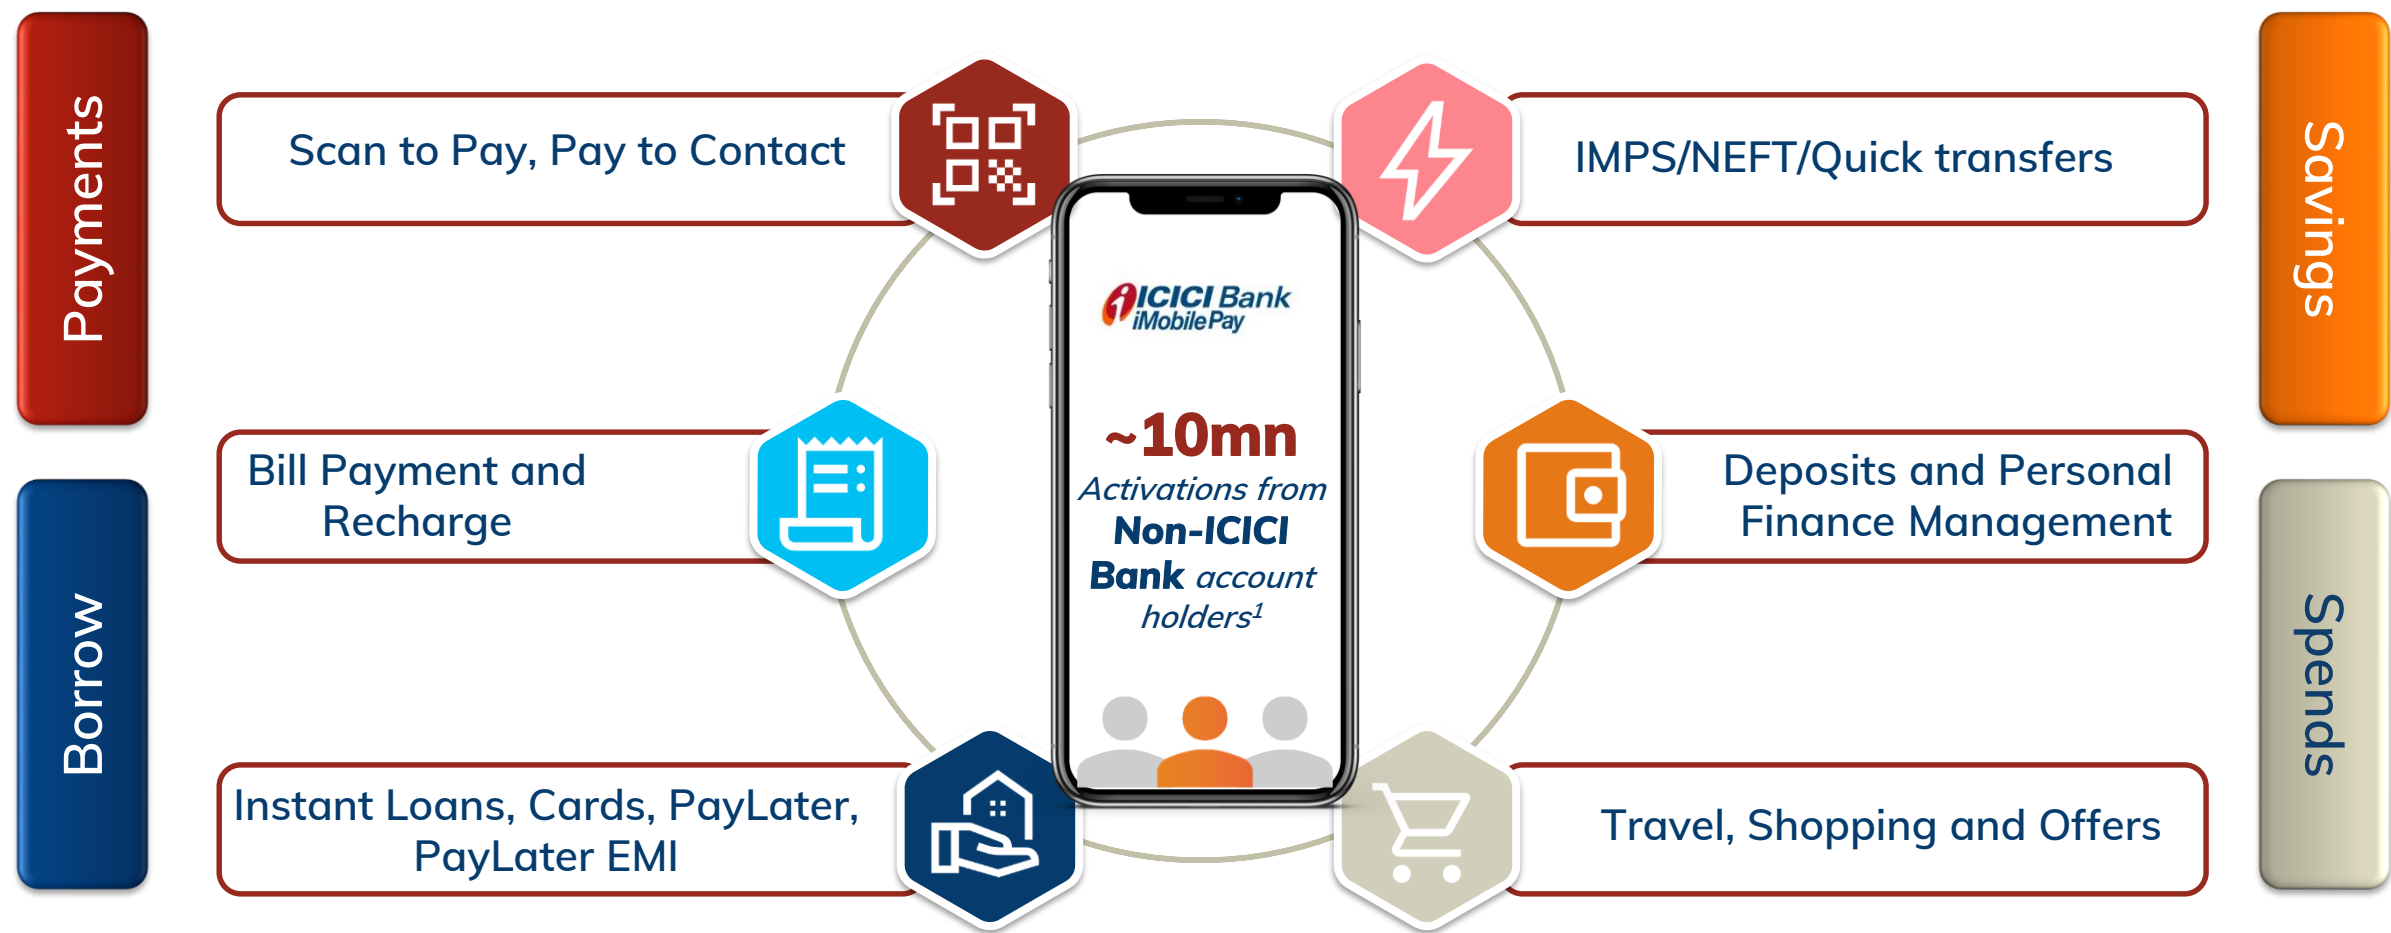 Payments
Borrow
Scan to Pay, Pay to Contact
Bill Payment and
Recharge
Instant Loans, Cards, PayLater,
PayLater EMI
ICICI Bank
iMobile Pay
~10mn
Activations from
Non-ICICI
Bank account
holders¹
IMPS/NEFT/Quick transfers
Deposits and Personal
Finance Management
Travel, Shopping and Offers
Savings
Spends